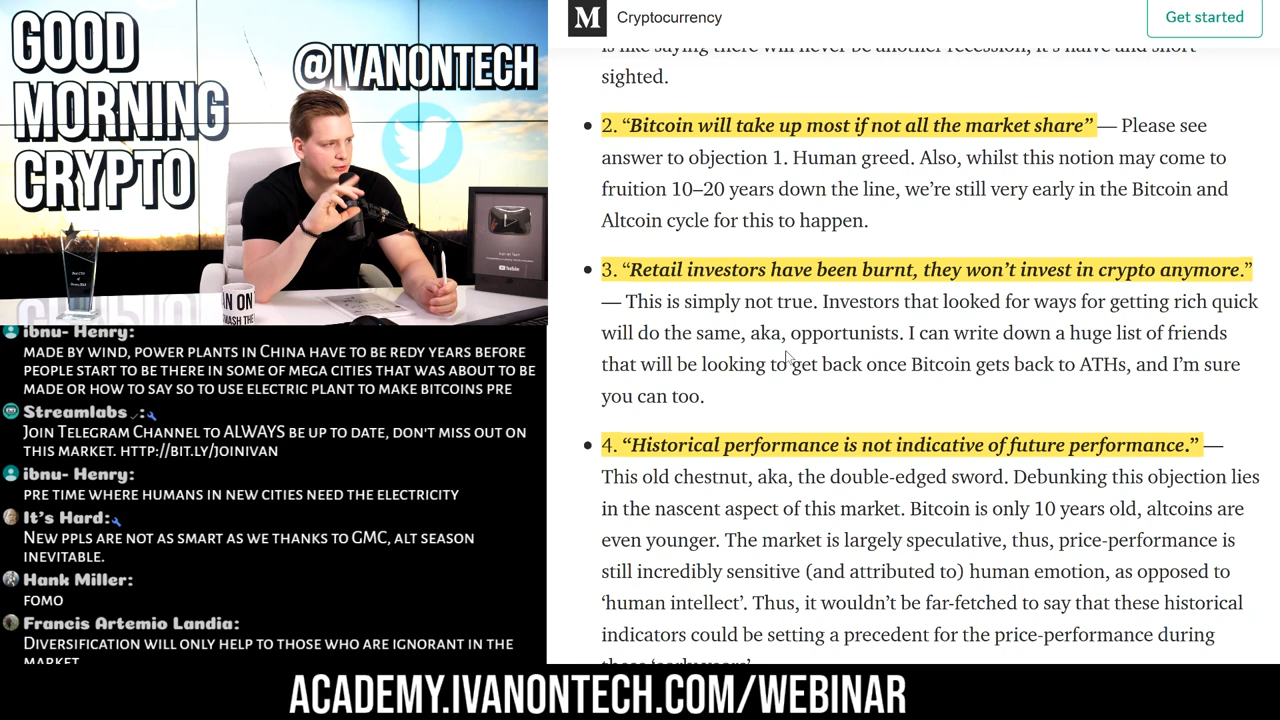 GOOD
MORNING
CRYPTO
@IVANONTECH
AN ON
ibnu- Henry:
MADE BY WIND, POWER PLANTS IN CHINA HAVE TO BE REDY YEARS BEFORE
PEOPLE START TO BE THERE IN SOME OF MEGA CITIES THAT WAS ABOUT TO BE
MADE OR HOW TO SAY SO TO USE ELECTRIC PLANT TO MAKE BITCOINS PRE
Streamlabs :
JOIN TELEGRAM CHANNEL TO ALWAYS BE UP TO DATE, DON'T MISS OUT ON
THIS MARKET. HTTP://BIT.LY/JOINIVAN
ibnu- Henry:
PRE TIME WHERE HUMANS IN NEW CITIES NEED THE ELECTRICITY
It's Hard:
NEW PPLS ARE NOT AS SMART AS WE THANKS TO GMC, ALT SEASON
INEVITABLE.
Hank Miller:
FOMO
Francis Artemio Landia:
DIVERSIFICATION WILL ONLY HELP TO THOSE WHO ARE IGNORANT IN THE
MARKET
M Cryptocurrency
Get started
is like saying there will never be another recession, it's naive and short
sighted.
2. “Bitcoin will take up most if not all the market share” — Please see
answer to objection 1. Human greed. Also, whilst this notion may come to
fruition 10–20 years down the line, we're still very early in the Bitcoin and
Altcoin cycle for this to happen.
3. “Retail investors have been burnt, they won't invest in crypto anymore.”
— This is simply not true. Investors that looked for ways for getting rich quick
will do the same, aka, opportunists. I can write down a huge list of friends
that will be looking to get back once Bitcoin gets back to ATHs, and I'm sure
you can too.
4. “Historical performance is not indicative of future performance.” —
This old chestnut, aka, the double-edged sword. Debunking this objection lies
in the nascent aspect of this market. Bitcoin is only 10 years old, altcoins are
even younger. The market is largely speculative, thus, price-performance is
still incredibly sensitive (and attributed to) human emotion, as opposed to
‘human intellect’. Thus, it wouldn't be far-fetched to say that these historical
indicators could be setting a precedent for the price-performance during
ACADEMY.IVANONTECH.COM/WEBINAR